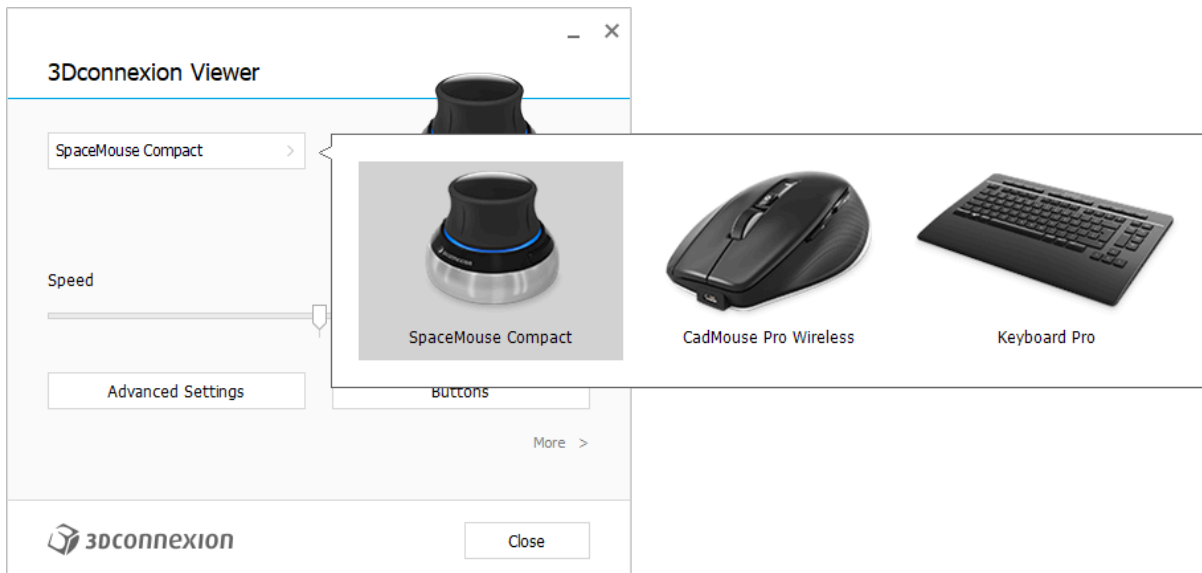 3Dconnexion Viewer
SpaceMouse Compact
Speed
SpaceMouse Compact
CadMouse Pro Wireless
Keyboard Pro
Advanced Settings
Buttons
More >
3Dconnexion
Close